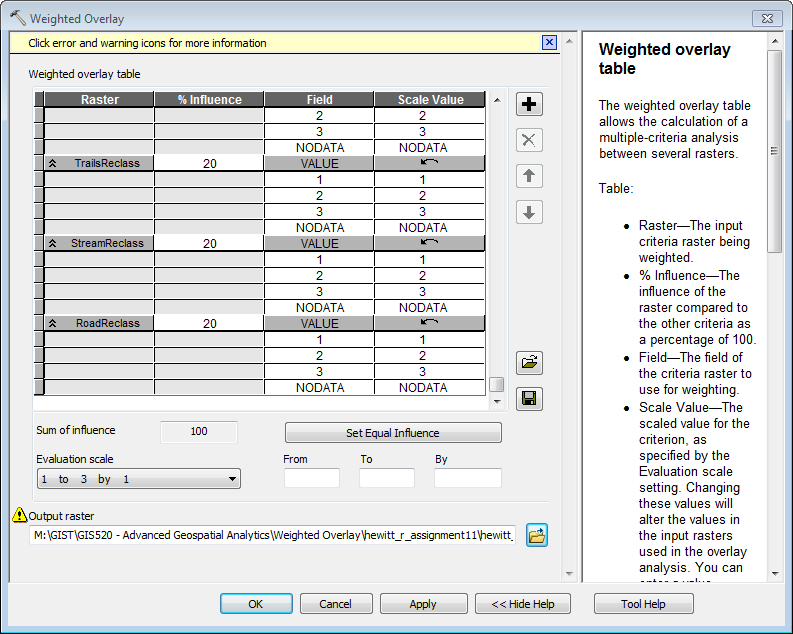 Weighted Overlay
Click error and warning icons for more information
Weighted overlay table
Raster % Influence Field Scale Value
2 2
3 3
NODATA NODATA
TrailsReclass 20 VALUE
1 1
2 2
3 3
NODATA NODATA
StreamReclass 20 VALUE
1 1
2 2
3 3
NODATA NODATA
RoadReclass 20 VALUE
1 1
2 2
3 3
NODATA NODATA
Sum of influence 100 Set Equal Influence
Evaluation scale From To By
1 to 3 by 1
Output raster
M:\GIST\GIS520 - Advanced Geospatial Analytics\Weighted Overlay\hewitt_r_assignment11\hewitt_
OK Cancel Apply << Hide Help Tool Help
Weighted overlay
table
The weighted overlay table
allows the calculation of a
multiple-criteria analysis
between several rasters.
Table:
• Raster—The input
criteria raster being
weighted.
• % Influence—The
influence of the
raster compared to
the other criteria as
a percentage of 100.
• Field—The field of
the criteria raster to
use for weighting.
• Scale Value—The
scaled value for the
criterion, as
specified by the
Evaluation scale
setting. Changing
these values will
alter the values in
the input rasters
used in the overlay
analysis. You can